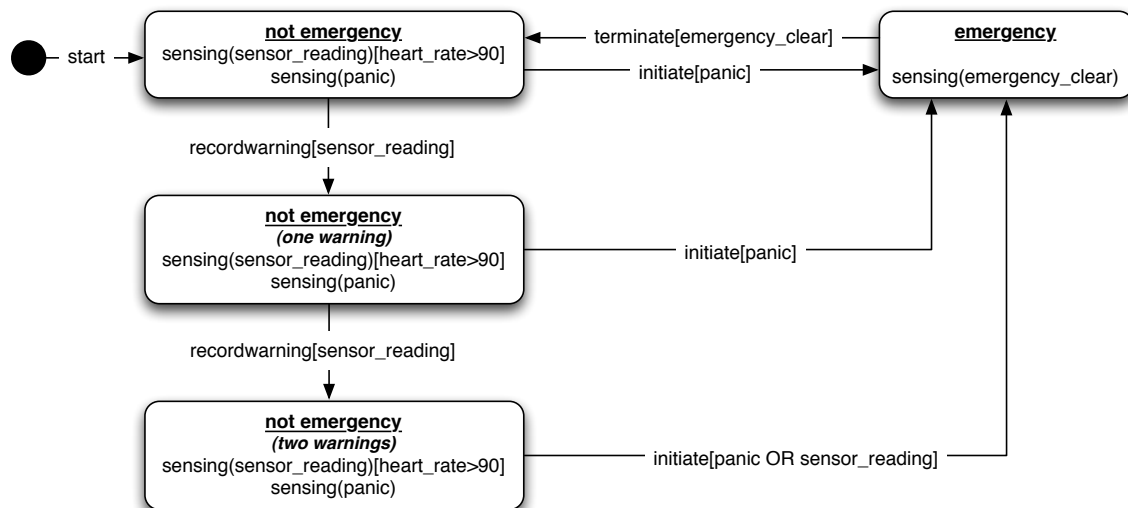 start
not emergency
sensing(sensor_reading)[heart_rate>90]
sensing(panic)
terminate[emergency_clear]
initiate[panic]
emergency
sensing(emergency_clear)
recordwarning[sensor_reading]
not emergency
(one warning)
sensing(sensor_reading)[heart_rate>90]
sensing(panic)
initiate[panic]
recordwarning[sensor_reading]
not emergency
(two warnings)
sensing(sensor_reading)[heart_rate>90]
sensing(panic)
initiate[panic OR sensor_reading]